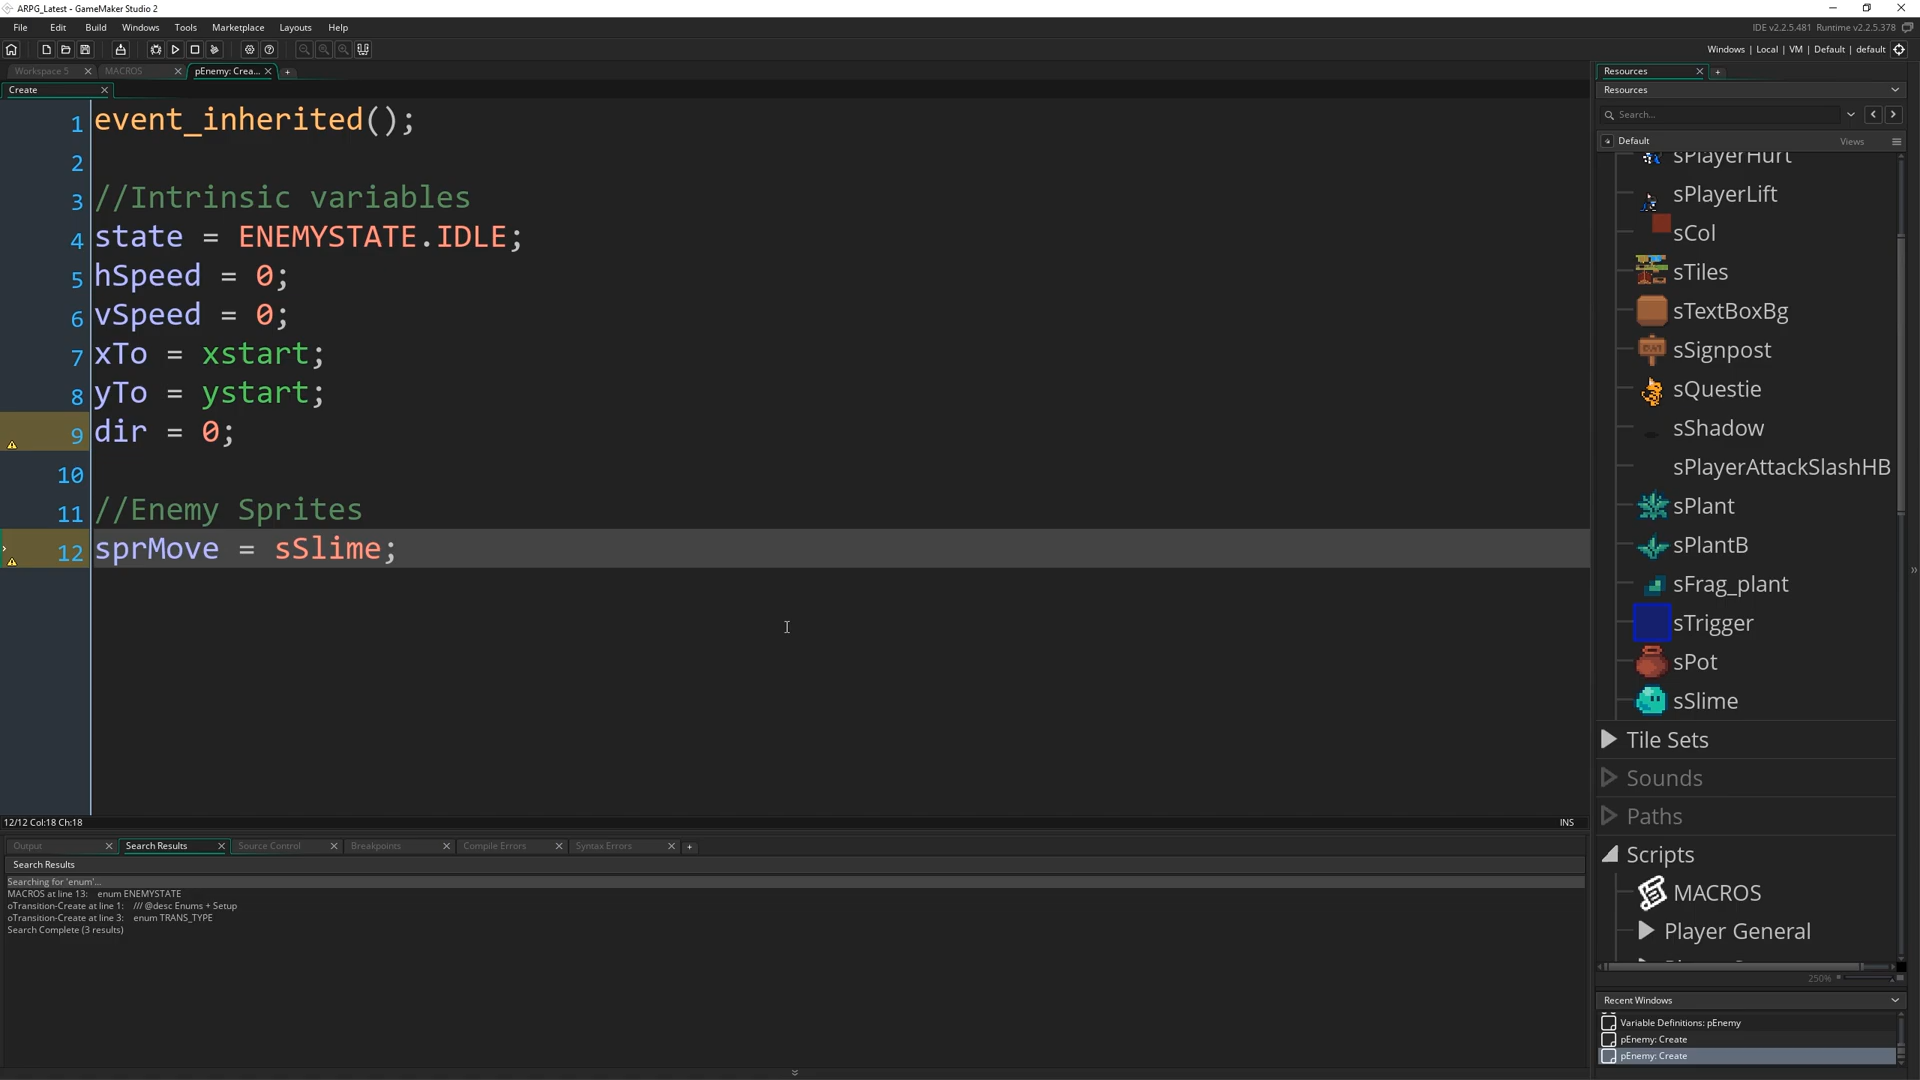 ARPG_Latest - GameMaker Studio 2
File Edit Build Windows Tools Marketplace Layouts Help
IDE v2.2.5.481 Runtime v2.2.5.378
Windows | Local | VM | Default | default
Workspace 5 MACROS pEnemy: Crea...
Create
1 event_inherited();
2
3 //Intrinsic variables
4 state = ENEMYSTATE.IDLE;
5 hSpeed = 0;
6 vSpeed = 0;
7 xTo = xstart;
8 yTo = ystart;
9 dir = 0;
10
11 //Enemy Sprites
12 sprMove = sSlime;
12/12 Col:18 Ch:18
INS
Output Search Results Source Control Breakpoints Compile Errors Syntax Errors
Search Results
Searching for 'enum'...
MACROS at line 13: enum ENEMYSTATE
oTransition-Create at line 1: /// @desc Enums + Setup
oTransition-Create at line 3: enum TRANS_TYPE
Search Complete (3 results)
Resources
Resources
Search...
Default
Views
sPlayerHurt
sPlayerLift
sCol
sTiles
sTextBoxBg
sSignpost
sQuestie
sShadow
sPlayerAttackSlashHB
sPlant
sPlantB
sFrag_plant
sTrigger
sPot
sSlime
Tile Sets
Sounds
Paths
Scripts
MACROS
Player General
250%
Recent Windows
Variable Definitions: pEnemy
pEnemy: Create
pEnemy: Create